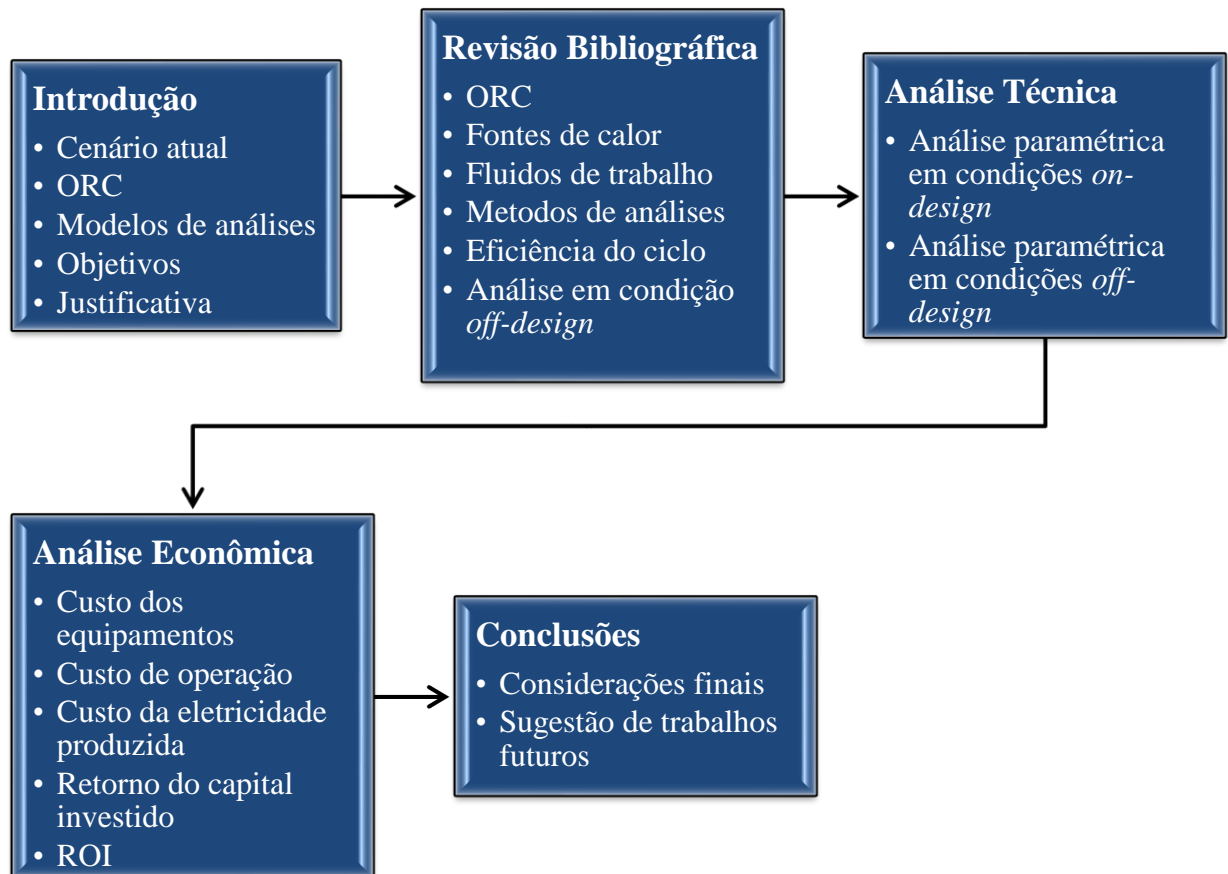 Introdução
• Cenário atual
• ORC
• Modelos de análises
• Objetivos
• Justificativa
Revisão Bibliográfica
• ORC
• Fontes de calor
• Fluidos de trabalho
• Metodos de análises
• Eficiência do ciclo
• Análise em condição
off-design
Análise Técnica
• Análise paramétrica
em condições on-
design
• Análise paramétrica
em condições off-
design
Análise Econômica
• Custo dos
equipamentos
• Custo de operação
• Custo da eletricidade
produzida
• Retorno do capital
investido
• ROI
Conclusões
• Considerações finais
• Sugestão de trabalhos
futuros